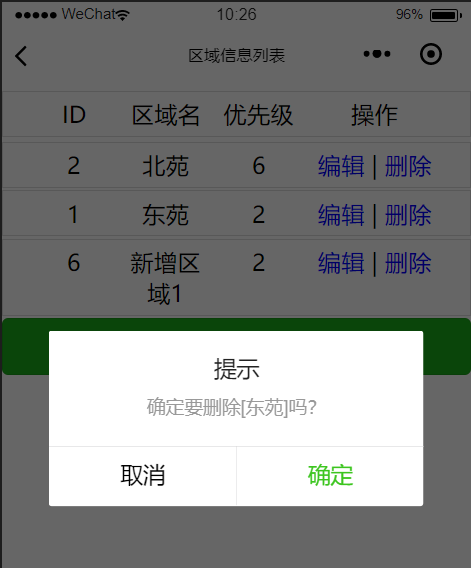 ●●●●● WeChat 10:26 96%
区域信息列表
ID 区域名 优先级 操作
2 北苑 6 编辑 | 删除
1 东苑 2 编辑 | 删除
6 新增区域1 2 编辑 | 删除
提示
确定要删除[东苑]吗?
取消 确定